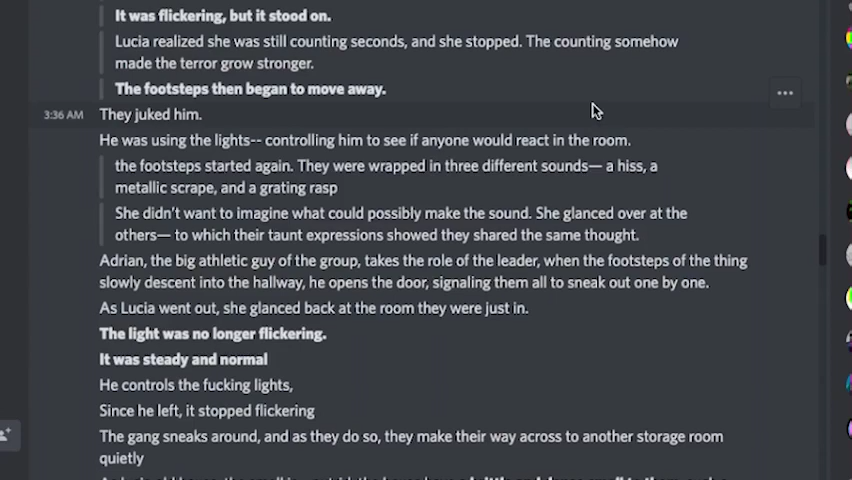 It was flickering, but it stood on.
Lucia realized she was still counting seconds, and she stopped. The counting somehow
made the terror grow stronger.
The footsteps then began to move away.
3:36 AM They juked him.
He was using the lights-- controlling him to see if anyone would react in the room.
the footsteps started again. They were wrapped in three different sounds— a hiss, a
metallic scrape, and a grating rasp
She didn't want to imagine what could possibly make the sound. She glanced over at the
others— to which their taunt expressions showed they shared the same thought.
Adrian, the big athletic guy of the group, takes the role of the leader, when the footsteps of the thing
slowly descent into the hallway, he opens the door, signaling them all to sneak out one by one.
As Lucia went out, she glanced back at the room they were just in.
The light was no longer flickering.
It was steady and normal
He controls the fucking lights,
Since he left, it stopped flickering
The gang sneaks around, and as they do so, they make their way across to another storage room
quietly